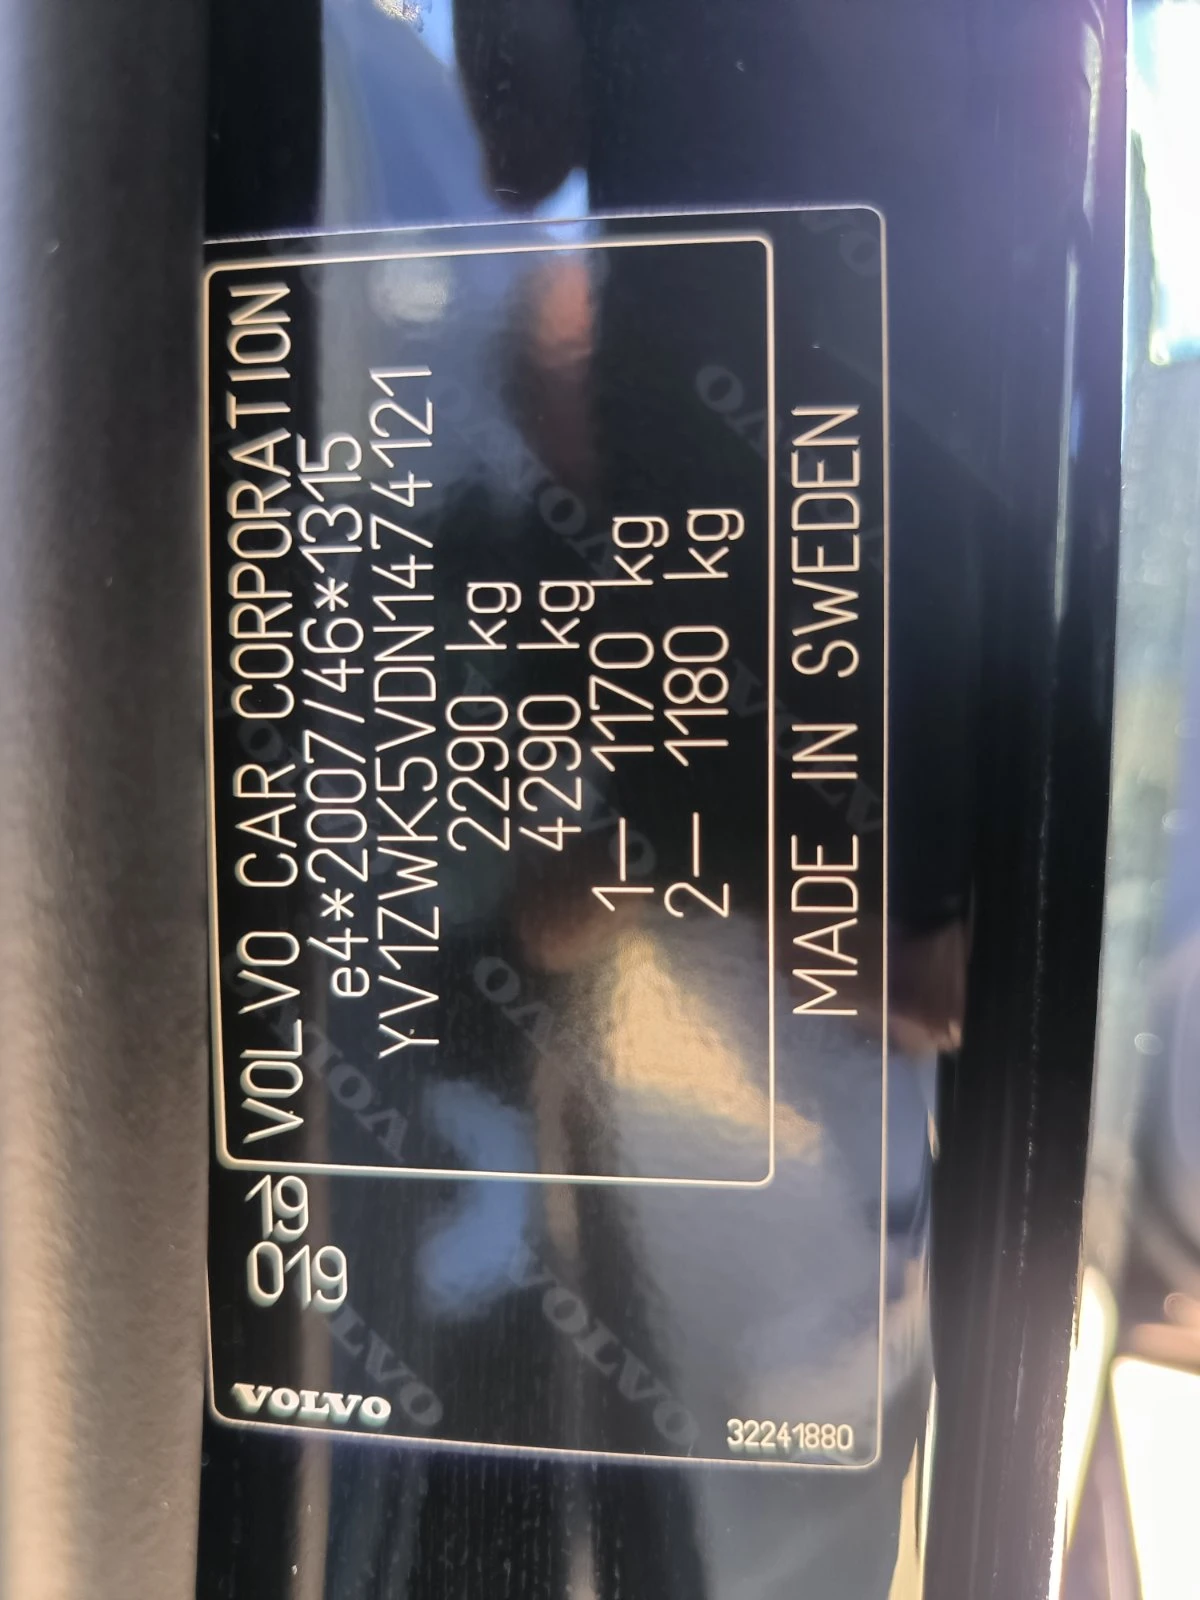 VOLVO CAR CORPORATION
e4*2007/46*1315
YV1ZWK5VDN1474121
2290 kg
4290 kg
1— 1170 kg
2— 1180 kg
MADE IN SWEDEN
19
019
VOLVO
32241880